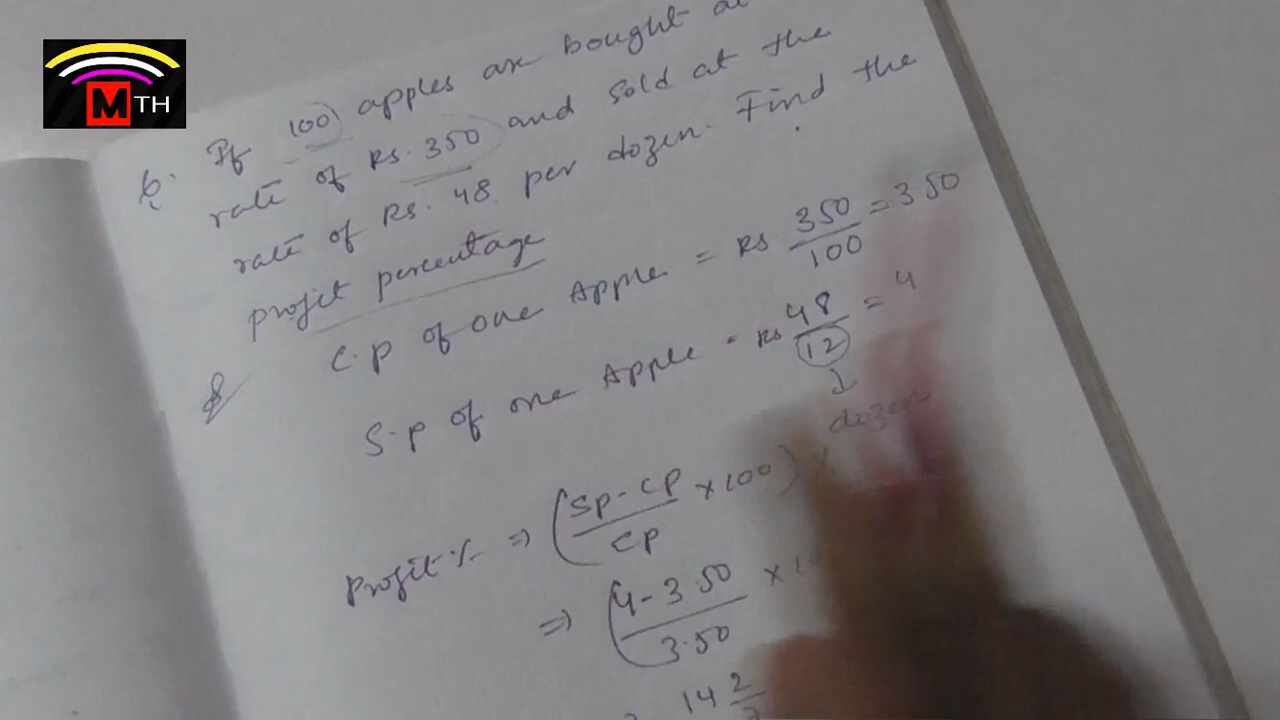 MTH
6. If 100 apples are bought at
rate of Rs. 350 and sold at the
rate of Rs. 48 per dozen. Find the
profit percentage
C.P of one Apple = Rs 350/100 = 3.50
S.P of one Apple = Rs 48/12 = 4
dozen
Profit% => (SP-CP/CP × 100)
=> (4-3.50/3.50 ×
14 2/